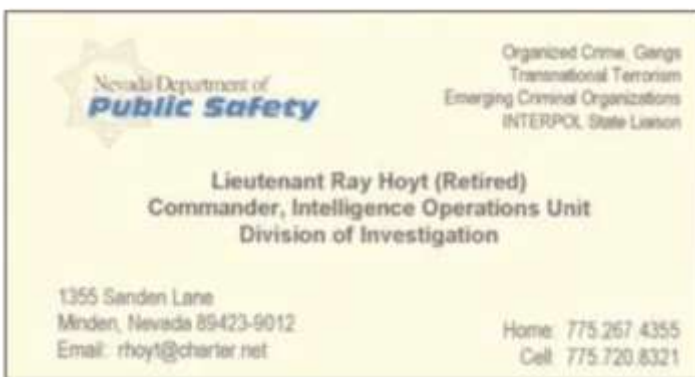 Nevada Department of
Public Safety
Organized Crime, Gangs
Transnational Terrorism
Emerging Criminal Organizations
INTERPOL State Liaison
Lieutenant Ray Hoyt (Retired)
Commander, Intelligence Operations Unit
Division of Investigation
1355 Sanden Lane
Minden, Nevada 89423-9012
Email: rhoyt@charter.net
Home: 775.267.4355
Cell: 775.720.8321